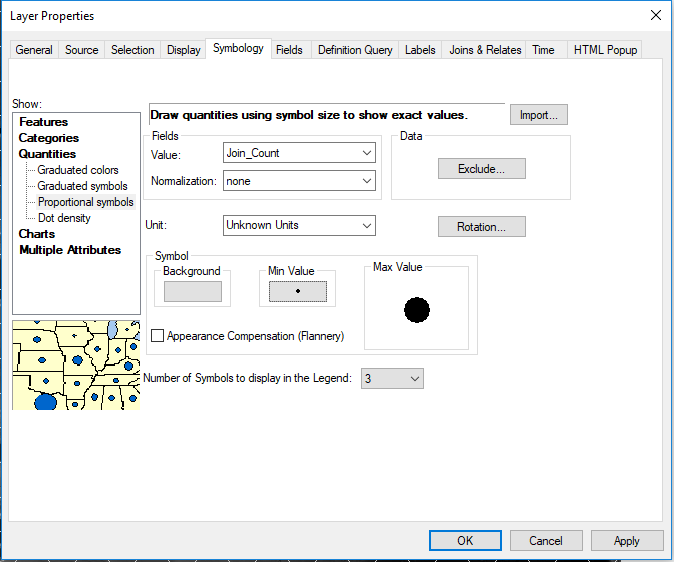 Layer Properties
General Source Selection Display Symbology Fields Definition Query Labels Joins & Relates Time HTML Popup
Show:
Features
Categories
Quantities
Graduated colors
Graduated symbols
Proportional symbols
Dot density
Charts
Multiple Attributes
Draw quantities using symbol size to show exact values.
Import...
Fields
Value: Join_Count
Normalization: none
Data
Exclude...
Unit: Unknown Units
Rotation...
Symbol
Background
Min Value
Max Value
Appearance Compensation (Flannery)
Number of Symbols to display in the Legend: 3
OK Cancel Apply